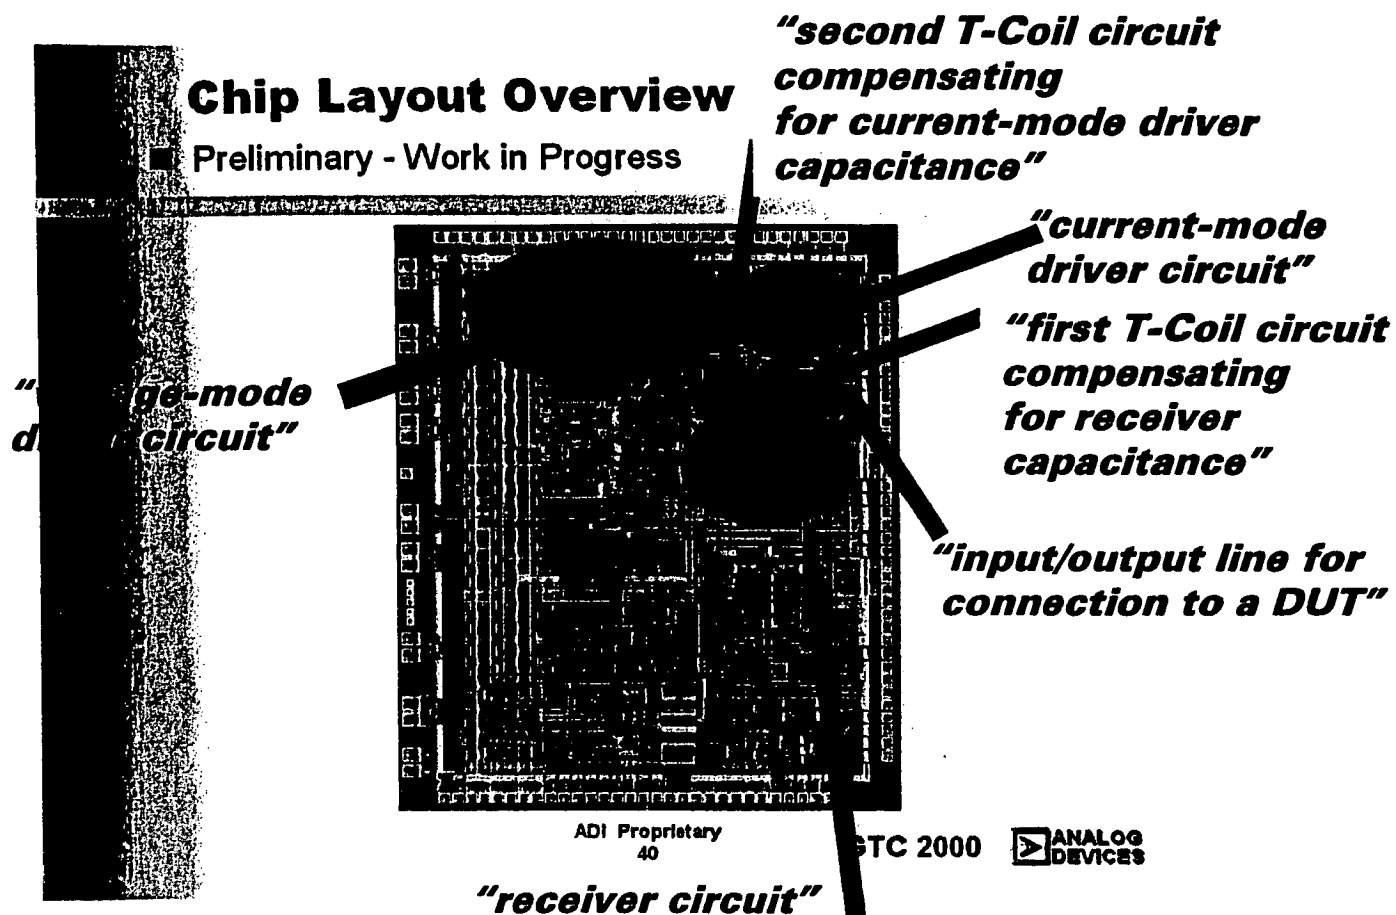 “second T-Coil circuit
compensating
for current-mode driver
capacitance”
Chip Layout Overview
Preliminary - Work in Progress
“current-mode
driver circuit”
“first T-Coil circuit
compensating
for receiver
capacitance”
circuit”
“input/output line for
connection to a DUT”
ADI Proprietary
40
2000
ANALOG
DEVICES
“receiver circuit”